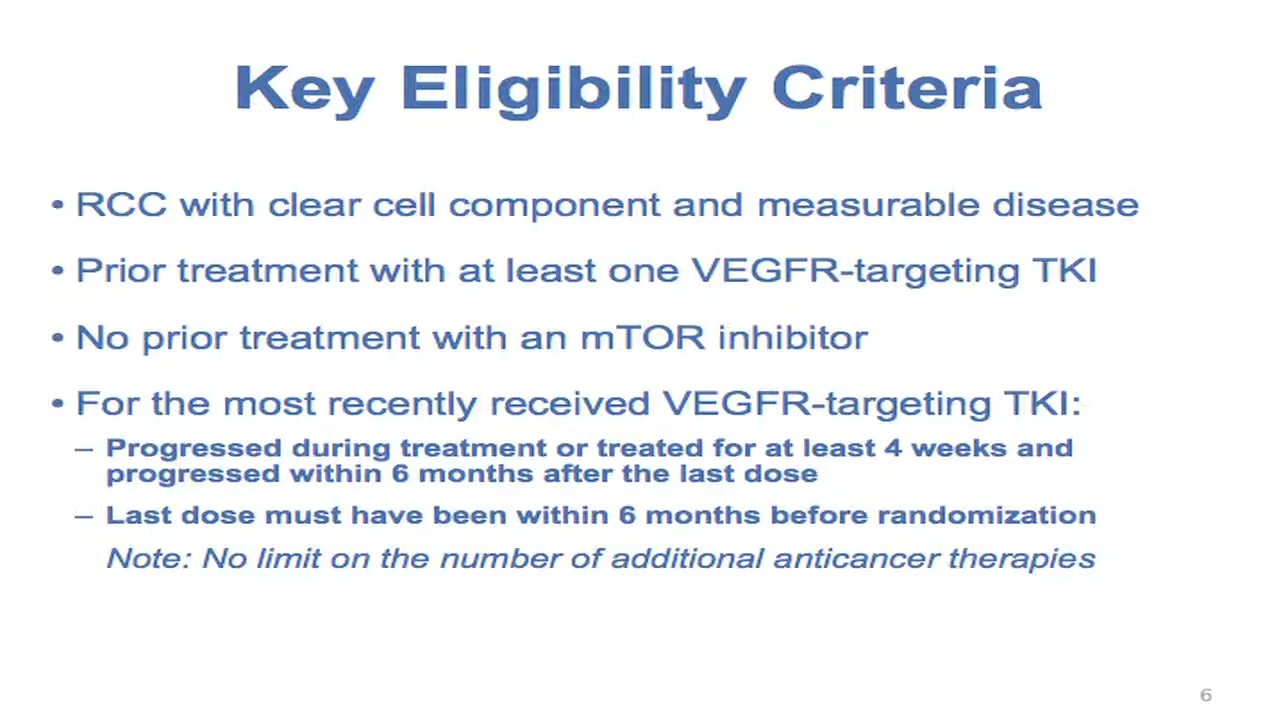 Key Eligibility Criteria
• RCC with clear cell component and measurable disease
• Prior treatment with at least one VEGFR-targeting TKI
• No prior treatment with an mTOR inhibitor
• For the most recently received VEGFR-targeting TKI:
– Progressed during treatment or treated for at least 4 weeks and
progressed within 6 months after the last dose
– Last dose must have been within 6 months before randomization
Note: No limit on the number of additional anticancer therapies
6